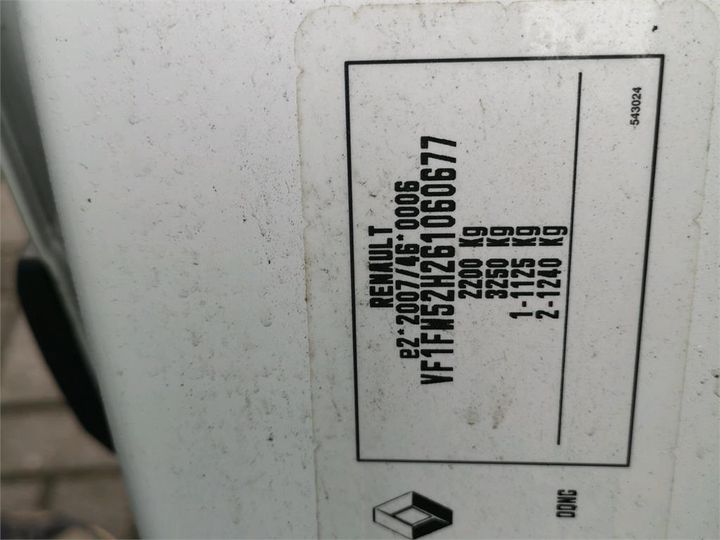 RENAULT
e2*2007/46*0006
VF1FW52H261060677
2200 Kg
3250 Kg
1-1125 Kg
2-1240 Kg
543024
DQNG